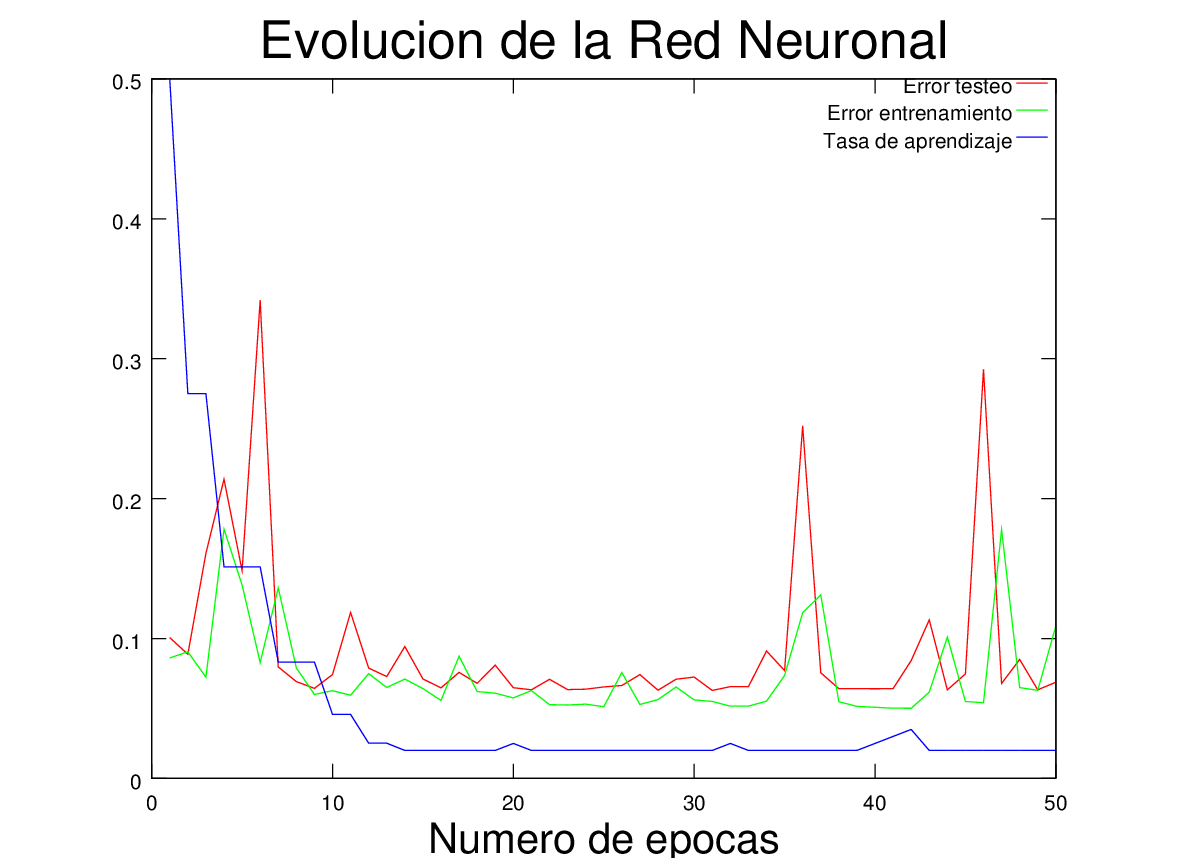 Evolucion de la Red Neuronal
Error testeo
Error entrenamiento
Tasa de aprendizaje
0.5
0.4
0.3
0.2
0.1
0
0 10 20 30 40 50
Numero de epocas